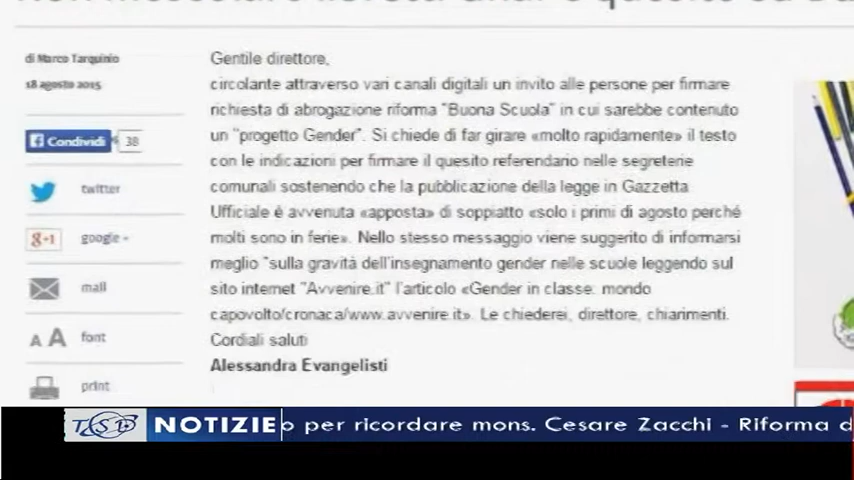 di Marco Tarquinio
18 agosto 2015
Condividi 38
twitter
g+1 google +
mail
A A font
print
Gentile direttore,
circolante attraverso vari canali digitali un invito alle persone per firmare
richiesta di abrogazione riforma "Buona Scuola" in cui sarebbe contenuto
un "progetto Gender". Si chiede di far girare «molto rapidamente» il testo
con le indicazioni per firmare il quesito referendario nelle segreterie
comunali sostenendo che la pubblicazione della legge in Gazzetta
Ufficiale è avvenuta «apposta» di soppiatto «solo i primi di agosto perché
molti sono in ferie». Nello stesso messaggio viene suggerito di informarsi
meglio "sulla gravità dell'insegnamento gender nelle scuole leggendo sul
sito internet "Avvenire.it" l'articolo «Gender in classe: mondo
capovolto/cronaca/www.avvenire.it». Le chiederei, direttore, chiarimenti.
Cordiali saluti
Alessandra Evangelisti
NOTIZIE o per ricordare mons. Cesare Zacchi - Riforma d